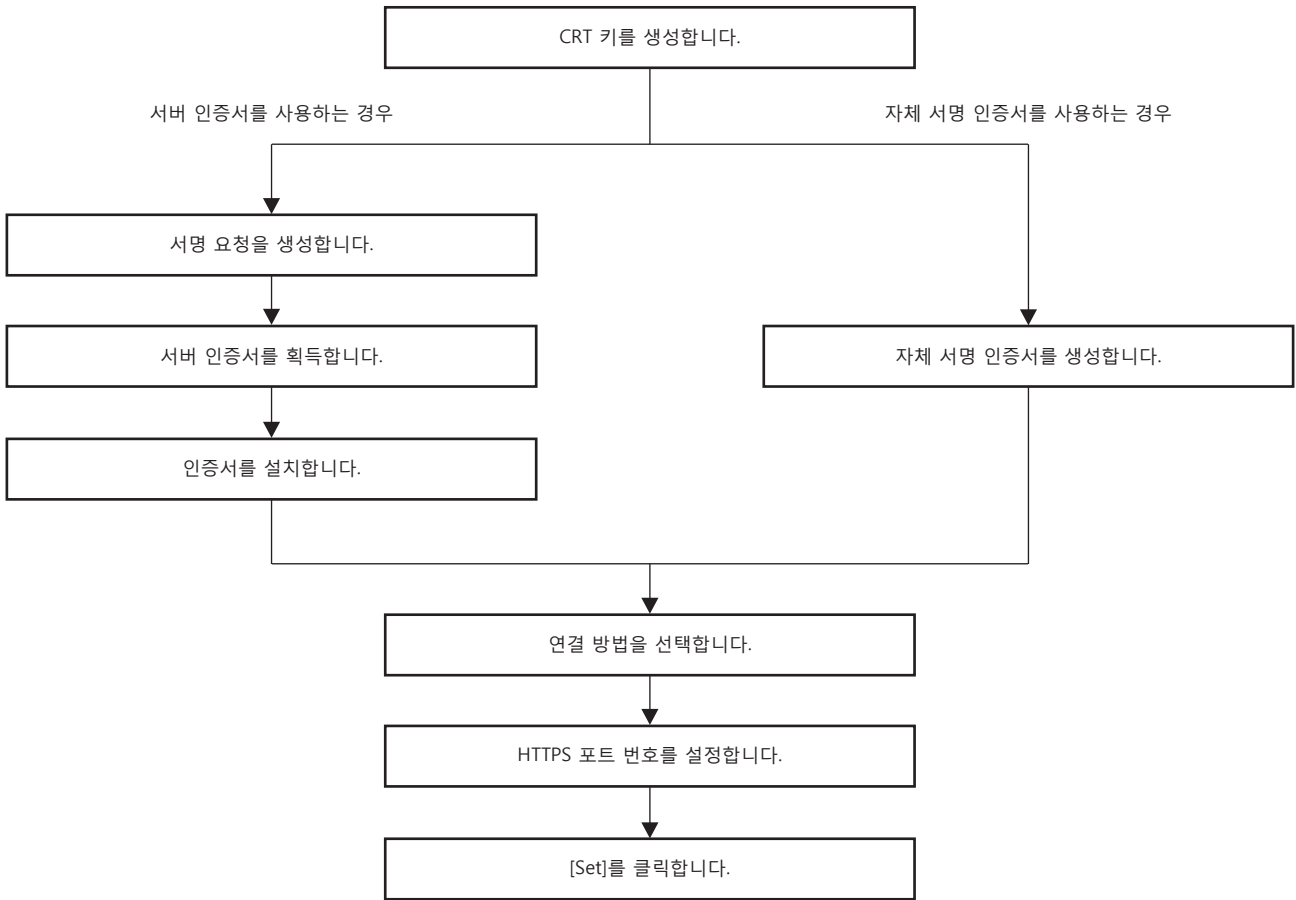 CRT 키를 생성합니다.
서버 인증서를 사용하는 경우
자체 서명 인증서를 사용하는 경우
서명 요청을 생성합니다.
서버 인증서를 획득합니다.
자체 서명 인증서를 생성합니다.
인증서를 설치합니다.
연결 방법을 선택합니다.
HTTPS 포트 번호를 설정합니다.
[Set]를 클릭합니다.